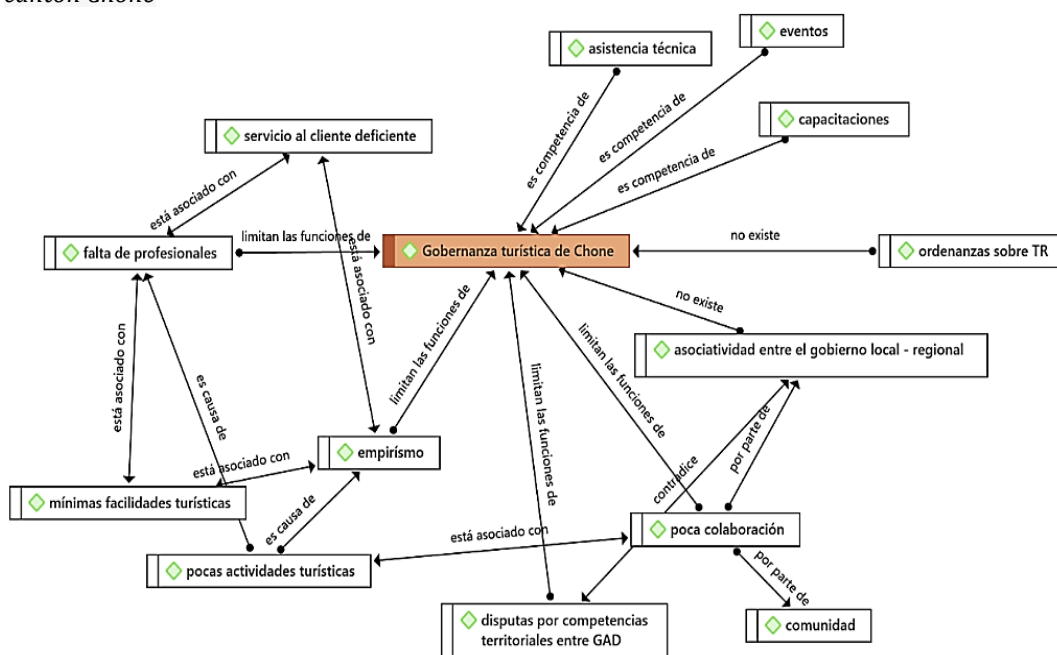 cantón Chone
eventos
asistencia técnica
es competencia de
es competencia de
capacitaciones
es competencia de
servicio al cliente deficiente
está asociado con
falta de profesionales
limitan las funciones de
está asociado con
Gobernanza turística de Chone
no existe
ordenanzas sobre TR
no existe
asociatividad entre el gobierno local - regional
limitan las funciones de
limitan las funciones de
limitan las funciones de
está asociado con
es causa de
empirísmo
está asociado con
contradice
por parte de
mínimas facilidades turísticas
es causa de
poca colaboración
está asociado con
pocas actividades turísticas
por parte de
disputas por competencias
territoriales entre GAD
comunidad